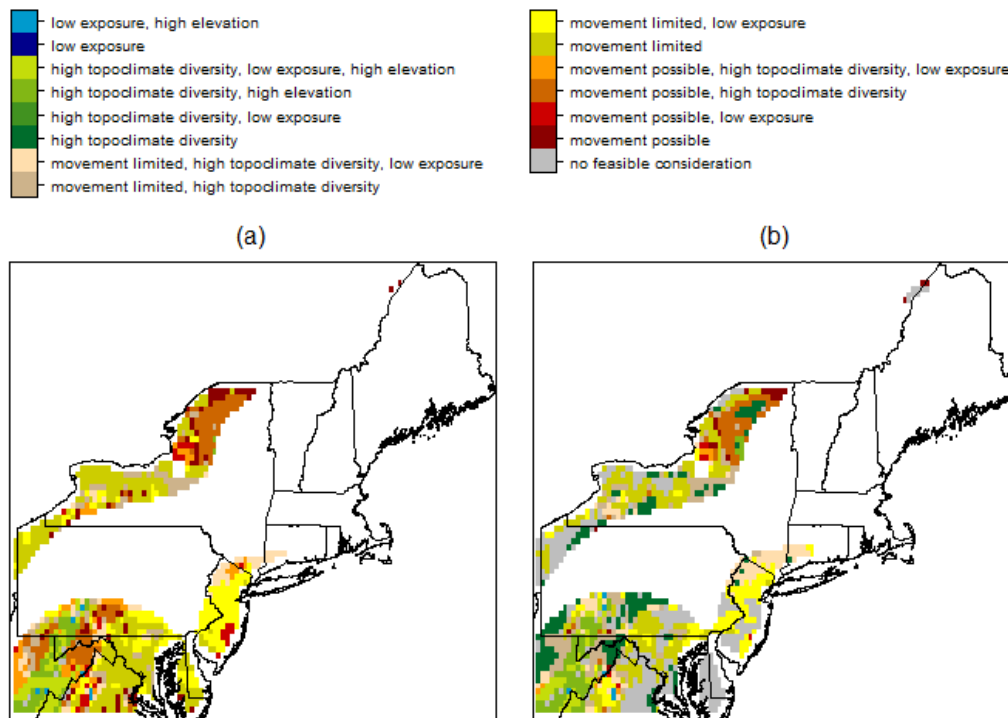 low exposure, high elevation
low exposure
high topoclimate diversity, low exposure, high elevation
high topoclimate diversity, high elevation
high topoclimate diversity, low exposure
high topoclimate diversity
movement limited, high topoclimate diversity, low exposure
movement limited, high topoclimate diversity
movement limited, low exposure
movement limited
movement possible, high topoclimate diversity, low exposure
movement possible, high topoclimate diversity
movement possible, low exposure
movement possible
no feasible consideration
(a)
(b)